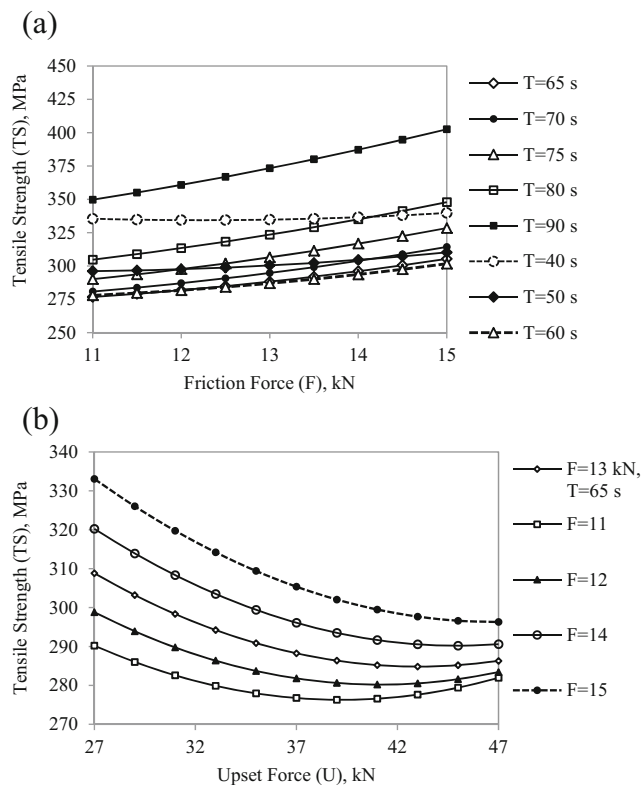 (a)
Tensile Strength (TS), MPa
450
425
400
375
350
325
300
275
250
11
12
13
14
15
Friction Force (F), kN
T=65 s
T=70 s
T=75 s
T=80 s
T=90 s
T=40 s
T=50 s
T=60 s
(b)
Tensile Strength (TS), MPa
340
330
320
310
300
290
280
270
27
32
37
42
47
Upset Force (U), kN
F=13 kN,
T=65 s
F=11
F=12
F=14
F=15